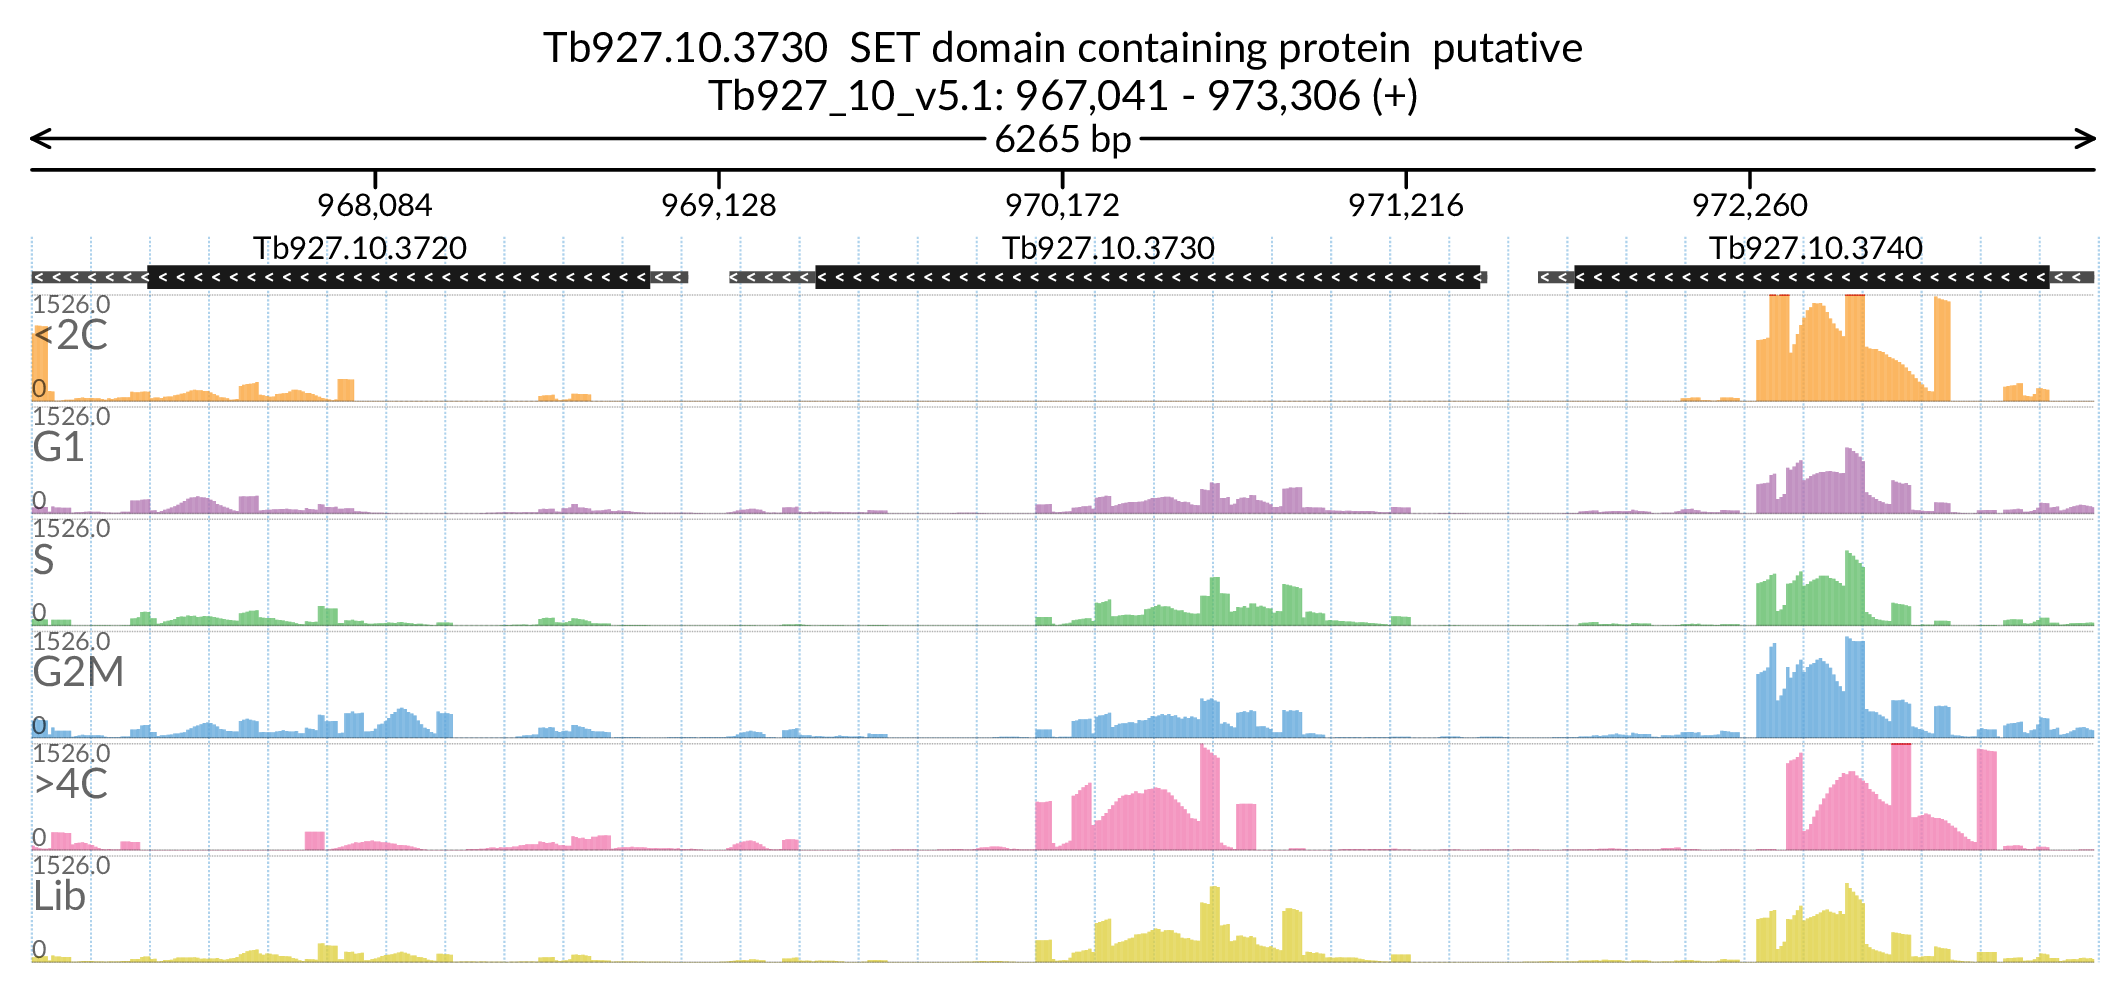 Tb927.10.3730  SET domain containing protein  putative
Tb927_10_v5.1: 967,041 - 973,306 (+)
6265 bp
968,084 969,128 970,172 971,216 972,260
Tb927.10.3720 Tb927.10.3730 Tb927.10.3740
1526.0
<2C
0
1526.0
G1
0
1526.0
S
0
1526.0
G2M
0
1526.0
>4C
0
1526.0
Lib
0